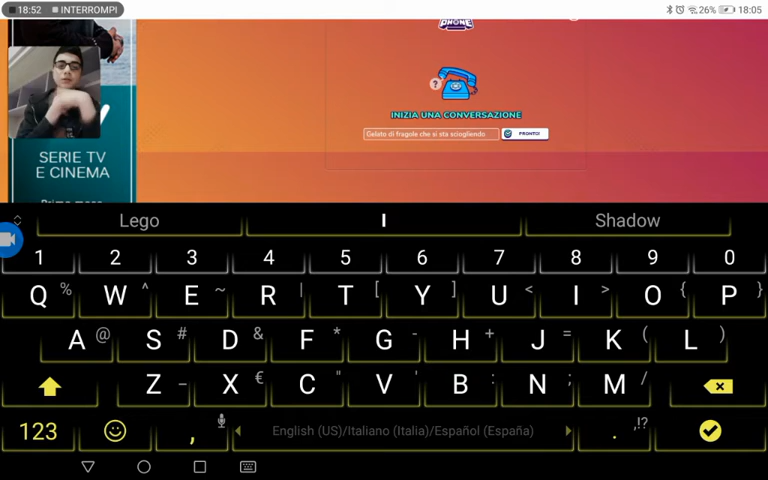 18:52 INTERROMPI
26% 18:05
PHONE
INIZIA UNA CONVERSAZIONE
Gelato di fragole che si sta sciogliendo PRONTO!
SERIE TV
E CINEMA
Lego I Shadow
1 2 3 4 5 6 7 8 9 0
Q % W ^ E ~ R | T [ Y ] U < I > O { P }
A @ S # D & F * G - H + J = K ( L )
Z _ X € C " V ' B : N ; M /
123 , English (US)/Italiano (Italia)/Español (España) . ,!?